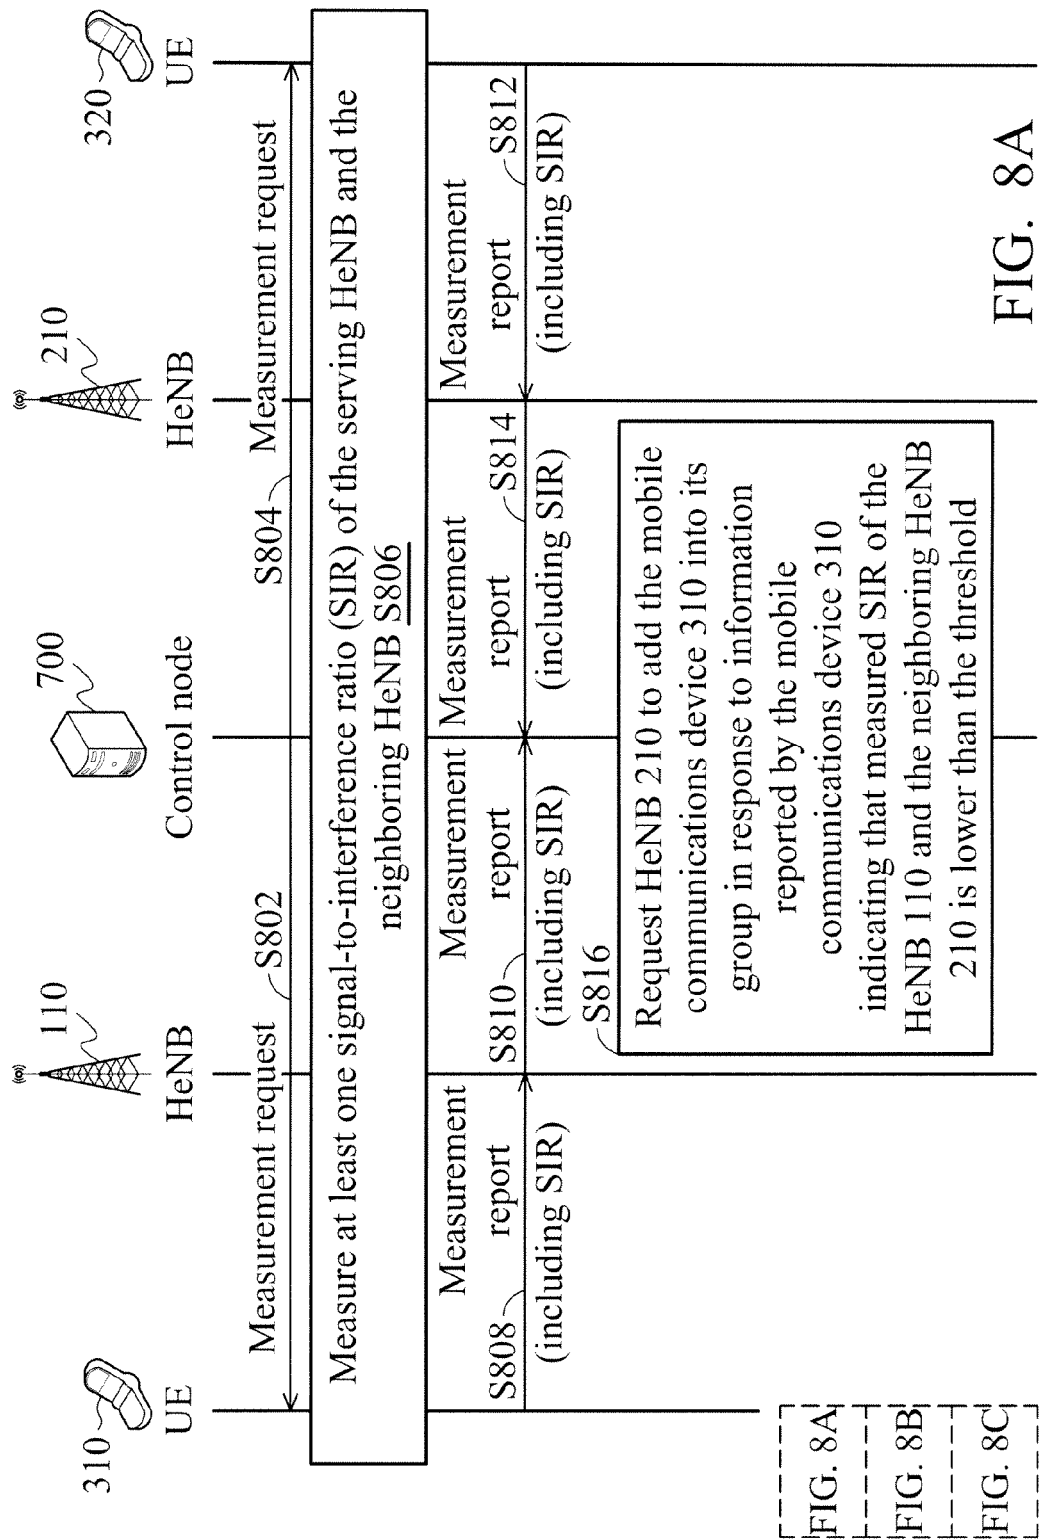 310
UE
110
HeNB
700
Control node
210
HeNB
320
UE
Measurement request
S802
S804
Measurement request
Measure at least one signal-to-interference ratio (SIR) of the serving HeNB and the
neighboring HeNB S806
Measurement
report
(including SIR)
S808
Measurement
report
(including SIR)
S810
Measurement
report
(including SIR)
S814
Measurement
report
(including SIR)
S812
S816
Request HeNB 210 to add the mobile
communications device 310 into its
group in response to information
reported by the mobile
communications device 310
indicating that measured SIR of the
HeNB 110 and the neighboring HeNB
210 is lower than the threshold
FIG. 8A
FIG. 8B
FIG. 8C
FIG. 8A